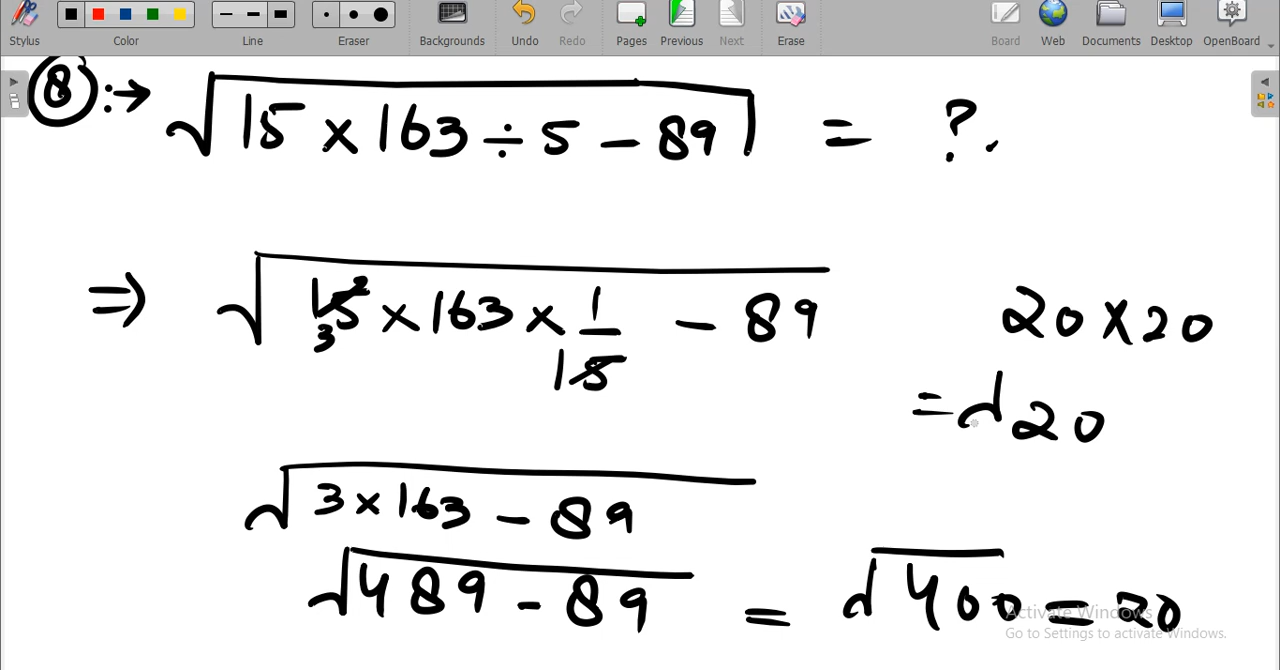 Stylus Color Line Eraser Backgrounds Undo Redo Pages Previous Next Erase Board Web Documents Desktop OpenBoard
⑧:→ √15 × 163 ÷ 5 − 89 = ?.
⇒ √15 × 163 × 1/15 − 89
3
20 × 20
= √20
√3 × 163 − 89
√489 − 89 = √400 = 20
Activate Windows
Go to Settings to activate Windows.